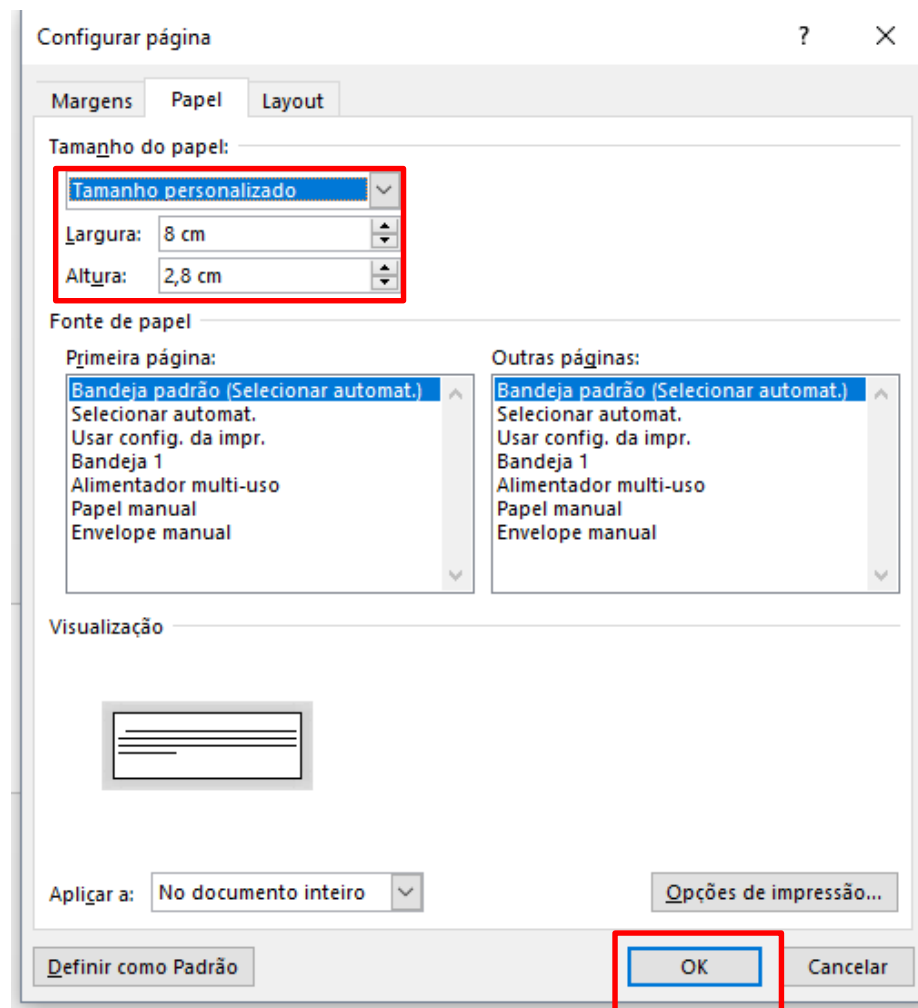 Configurar página ? ×
Margens Papel Layout
Tamanho do papel:
Tamanho personalizado
Largura: 8 cm
Altura: 2,8 cm
Fonte de papel
Primeira página:
Bandeja padrão (Selecionar automat.)
Selecionar automat.
Usar config. da impr.
Bandeja 1
Alimentador multi-uso
Papel manual
Envelope manual
Outras páginas:
Bandeja padrão (Selecionar automat.)
Selecionar automat.
Usar config. da impr.
Bandeja 1
Alimentador multi-uso
Papel manual
Envelope manual
Visualização
Aplicar a: No documento inteiro Opções de impressão...
Definir como Padrão OK Cancelar